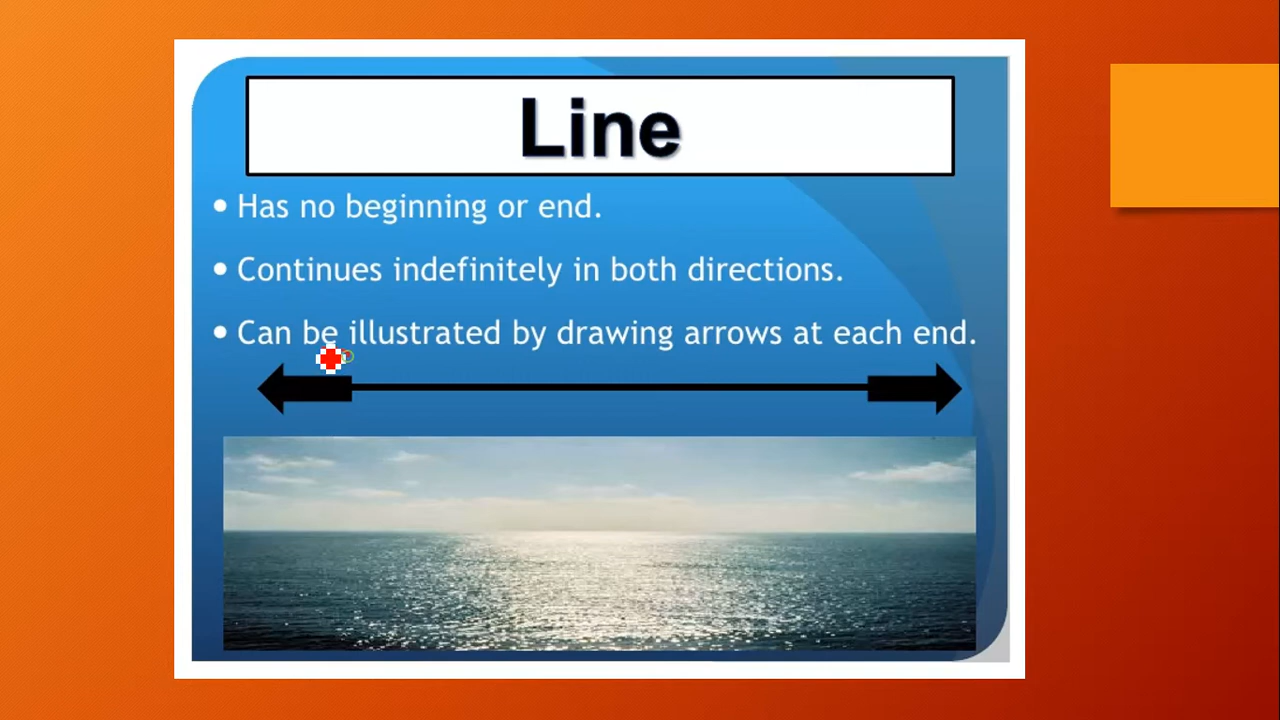 Line
• Has no beginning or end.
• Continues indefinitely in both directions.
• Can be illustrated by drawing arrows at each end.